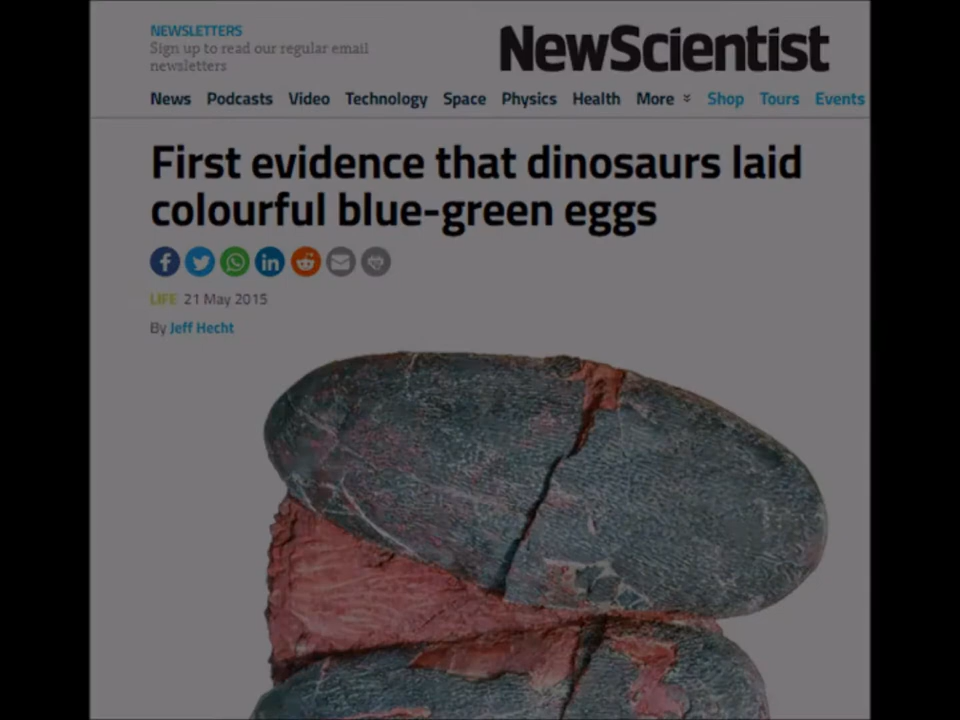 NEWSLETTERS
Sign up to read our regular email
newsletters
NewScientist
News Podcasts Video Technology Space Physics Health More Shop Tours Events
First evidence that dinosaurs laid
colourful blue-green eggs
LIFE 21 May 2015
By Jeff Hecht